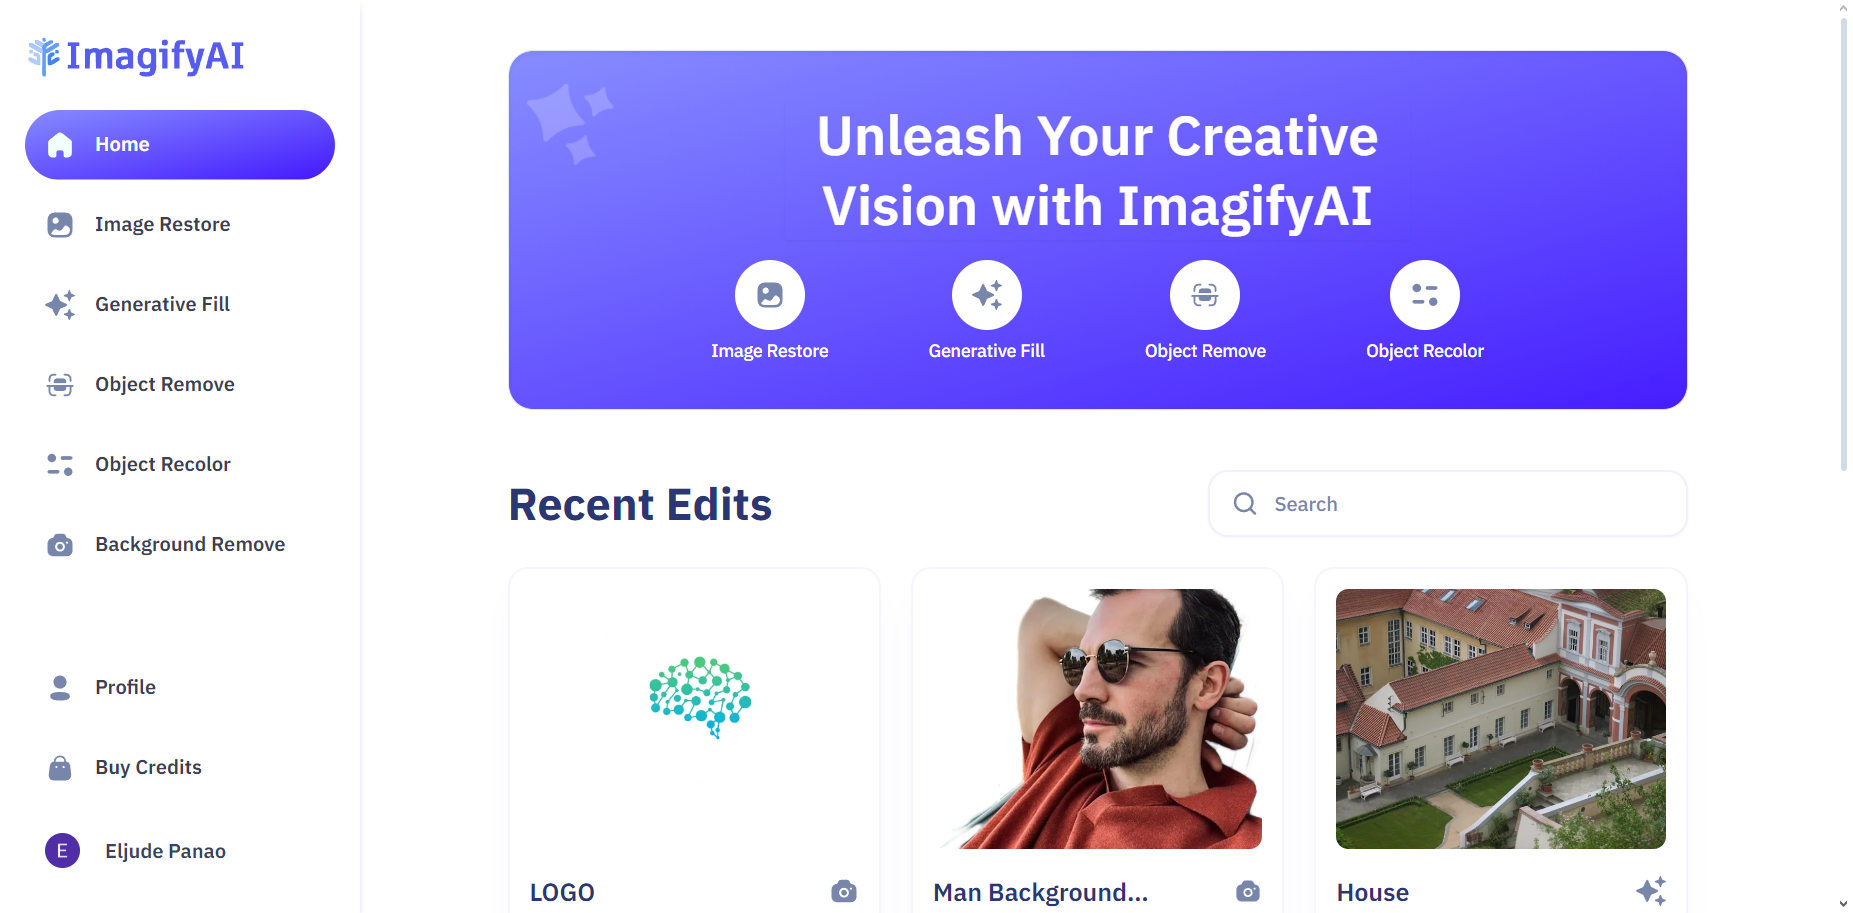 ImagifyAI
Home
Image Restore
Generative Fill
Object Remove
Object Recolor
Background Remove
Profile
Buy Credits
E
Eljude Panao
Unleash Your Creative
Vision with ImagifyAI
Image Restore
Generative Fill
Object Remove
Object Recolor
Recent Edits
Search
LOGO
Man Background...
House